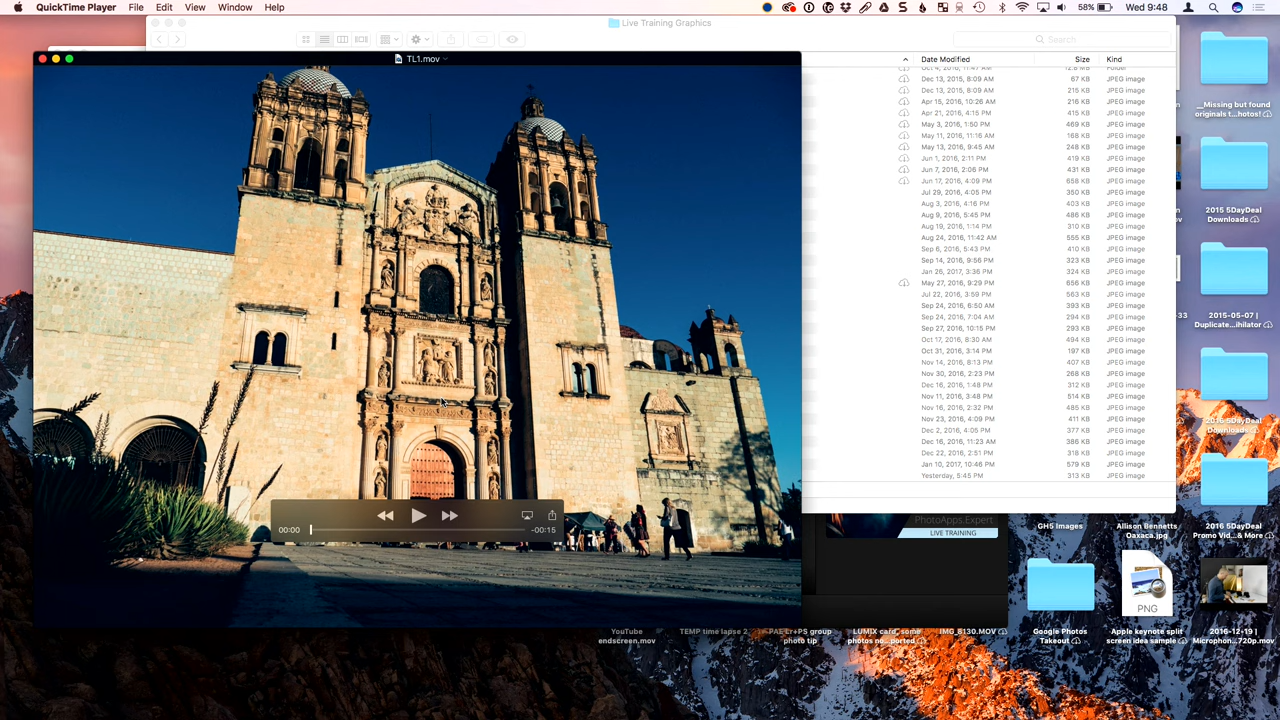 QuickTime Player File Edit View Window Help
58% Wed 9:48
Live Training Graphics
Search
TL1.mov
Date Modified Size Kind
Dec 13, 2015, 8:09 AM 67 KB JPEG image
Dec 13, 2015, 8:09 AM 215 KB JPEG image
Apr 15, 2016, 10:26 AM 216 KB JPEG image
Apr 21, 2016, 4:15 PM 415 KB JPEG image
May 3, 2016, 1:50 PM 469 KB JPEG image
May 11, 2016, 11:16 AM 168 KB JPEG image
May 13, 2016, 9:45 AM 248 KB JPEG image
Jun 1, 2016, 2:11 PM 419 KB JPEG image
Jun 7, 2016, 2:06 PM 431 KB JPEG image
Jun 17, 2016, 4:09 PM 658 KB JPEG image
Jul 29, 2016, 4:05 PM 350 KB JPEG image
Aug 3, 2016, 4:16 PM 403 KB JPEG image
Aug 9, 2016, 5:45 PM 486 KB JPEG image
Aug 19, 2016, 1:14 PM 310 KB JPEG image
Aug 24, 2016, 11:42 AM 555 KB JPEG image
Sep 6, 2016, 5:43 PM 410 KB JPEG image
Sep 14, 2016, 9:56 PM 323 KB JPEG image
Jan 26, 2017, 3:36 PM 324 KB JPEG image
May 27, 2016, 9:29 PM 656 KB JPEG image
Jul 22, 2016, 3:59 PM 563 KB JPEG image
Sep 24, 2016, 6:50 AM 393 KB JPEG image
Sep 24, 2016, 7:04 AM 294 KB JPEG image
Sep 27, 2016, 10:15 PM 293 KB JPEG image
Oct 17, 2016, 8:30 AM 494 KB JPEG image
Oct 31, 2016, 3:14 PM 197 KB JPEG image
Nov 14, 2016, 8:13 PM 407 KB JPEG image
Nov 30, 2016, 2:23 PM 268 KB JPEG image
Dec 16, 2016, 1:48 PM 312 KB JPEG image
Nov 11, 2016, 3:48 PM 514 KB JPEG image
Nov 16, 2016, 2:32 PM 485 KB JPEG image
Nov 23, 2016, 4:09 PM 411 KB JPEG image
Dec 2, 2016, 4:05 PM 377 KB JPEG image
Dec 16, 2016, 11:23 AM 386 KB JPEG image
Dec 22, 2016, 2:51 PM 318 KB JPEG image
Jan 10, 2017, 10:46 PM 579 KB JPEG image
Yesterday, 5:45 PM 313 KB JPEG image
00:00 -00:15
PhotoApps.Expert
LIVE TRAINING
__Missing but found
originals t...hotos!
2015 5DayDeal
Downloads
2015-05-07 |
Duplicate...ihilator
2016 5DayDeal
Downloads
GH5 Images
Allison Bennetts
Oaxaca.jpg
2016 5DayDeal
Promo Vid...& More
PNG
YouTube
endscreen.mov
TEMP time lapse 2
PAE Lr+PS group
photo tip
LUMIX card, some
photos no...ported
IMG_6130.MOV
Google Photos
Takeout
Apple keynote split
screen idea sample
2016-12-19 |
Microphon...720p.mov